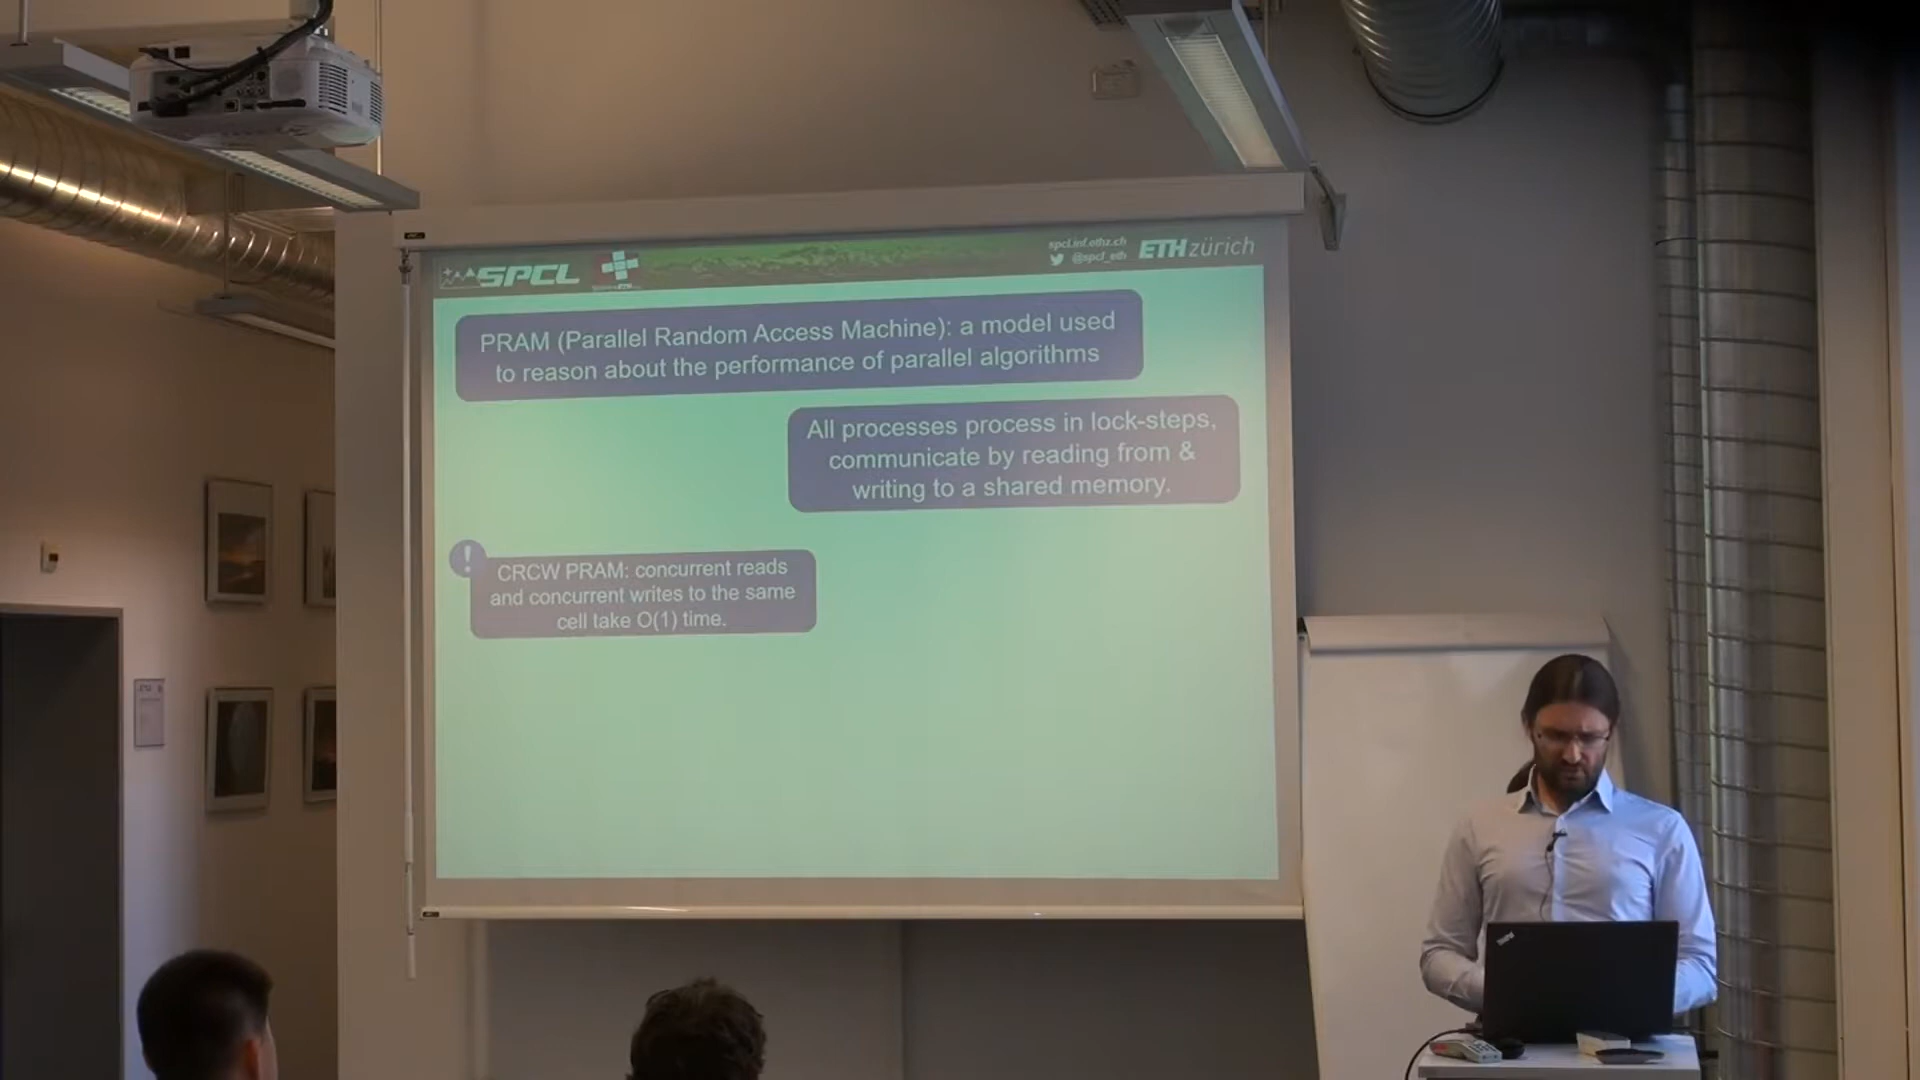 SPCL
spcl.inf.ethz.ch
@spcl_eth
ETH zürich
PRAM (Parallel Random Access Machine): a model used
to reason about the performance of parallel algorithms
All processes process in lock-steps,
communicate by reading from &
writing to a shared memory.
!
CRCW PRAM: concurrent reads
and concurrent writes to the same
cell take O(1) time.
ThinkPad